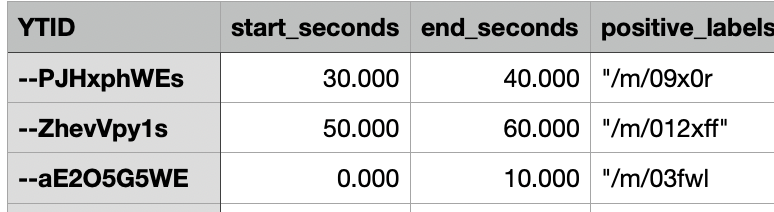 YTID start_seconds end_seconds positive_labels
--PJHxphWEs 30.000 40.000 "/m/09x0r
--ZhevVpy1s 50.000 60.000 "/m/012xff"
--aE2O5G5WE 0.000 10.000 "/m/03fwl